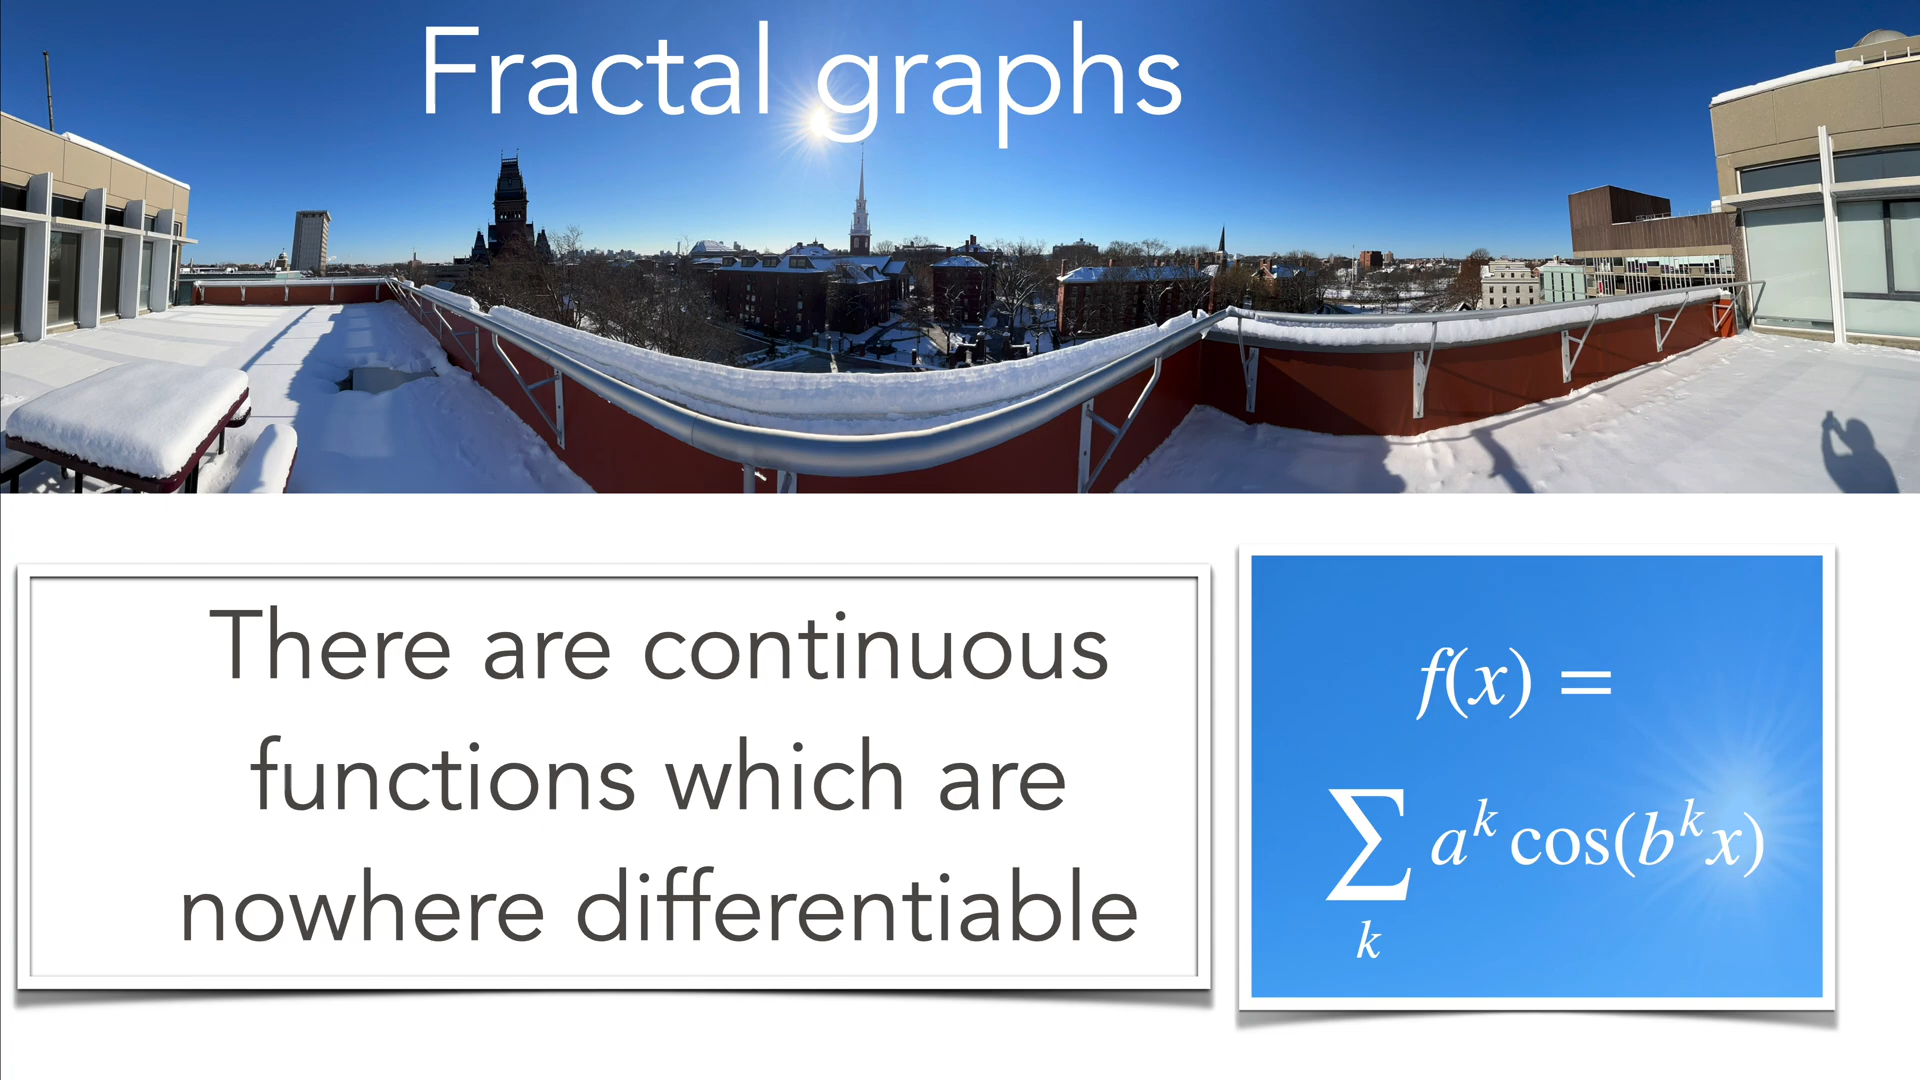 Fractal graphs
There are continuous
functions which are
nowhere differentiable
f(x) =
∑ a^k cos(b^k x)
k